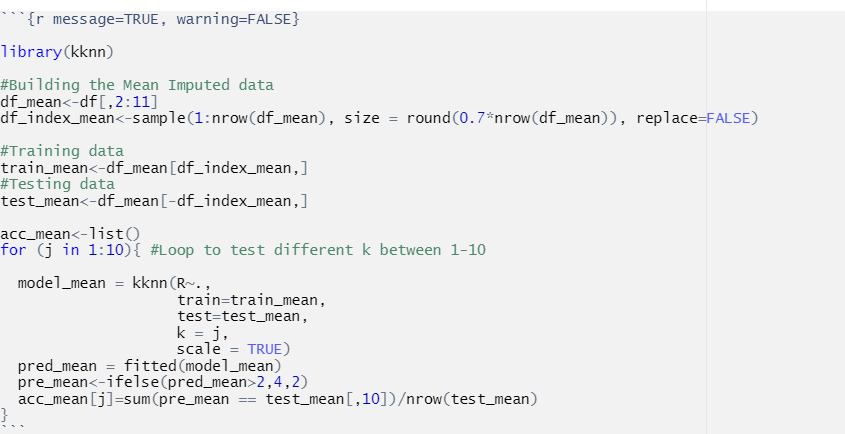 ```{r message=TRUE, warning=FALSE}
library(kknn)
#Building the Mean Imputed data
df_mean<-df[,2:11]
df_index_mean<-sample(1:nrow(df_mean), size = round(0.7*nrow(df_mean)), replace=FALSE)
#Training data
train_mean<-df_mean[df_index_mean,]
#Testing data
test_mean<-df_mean[-df_index_mean,]
acc_mean<-list()
for (j in 1:10){ #Loop to test different k between 1-10
  model_mean = kknn(R~.,
                    train=train_mean,
                    test=test_mean,
                    k = j,
                    scale = TRUE)
  pred_mean = fitted(model_mean)
  pre_mean<-ifelse(pred_mean>2,4,2)
  acc_mean[j]=sum(pre_mean == test_mean[,10])/nrow(test_mean)
}
```